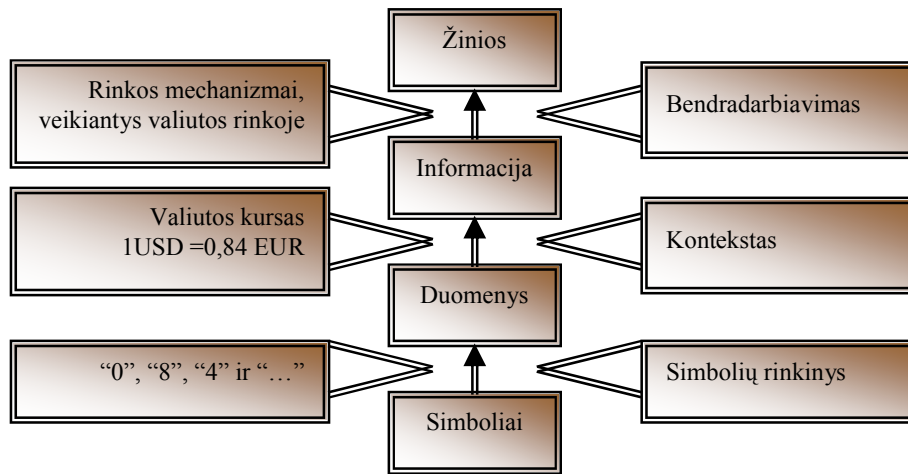 Žinios
Rinkos mechanizmai,
veikiantys valiutos rinkoje
Bendradarbiavimas
Informacija
Valiutos kursas
1USD =0,84 EUR
Kontekstas
Duomenys
“0”, “8”, “4” ir “…”
Simbolių rinkinys
Simboliai